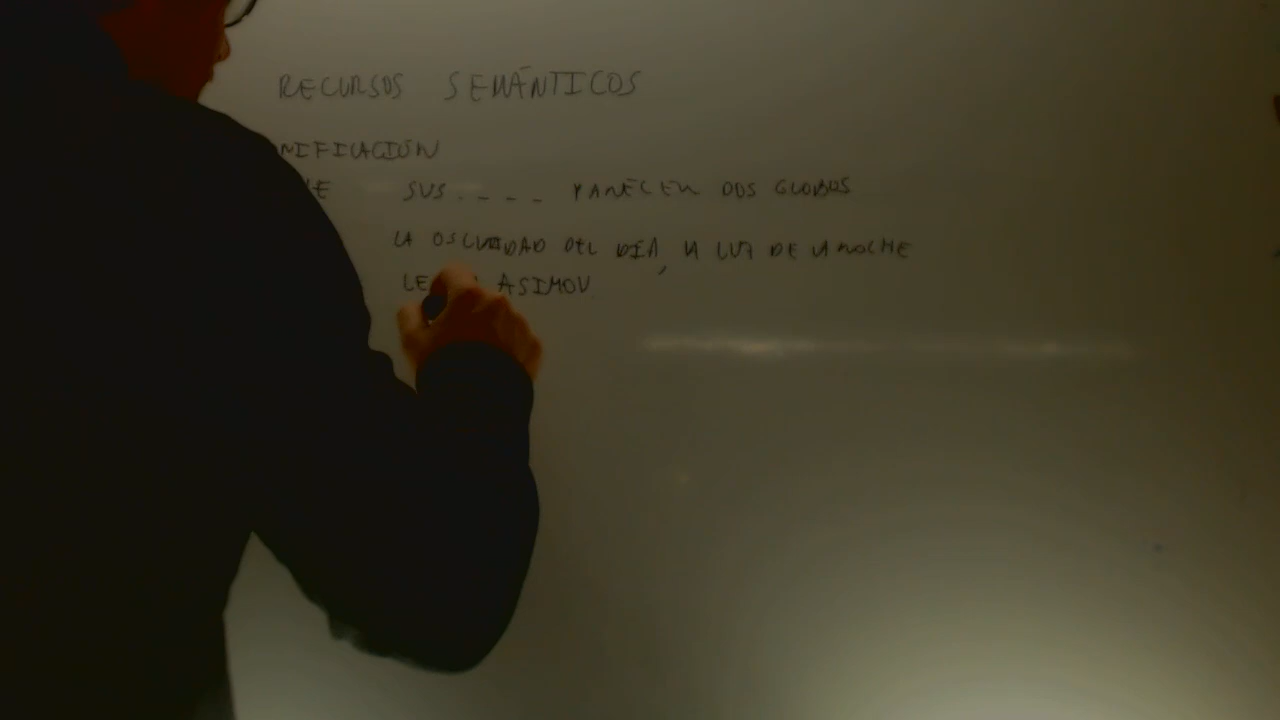 RECURSOS SEMÁNTICOS
NIFICACIÓN
SUS . _ _ _ PARECEN DOS GLOBOS
LA OSCURIDAD DEL DÍA, LA LUZ DE LA NOCHE
ASIMOV